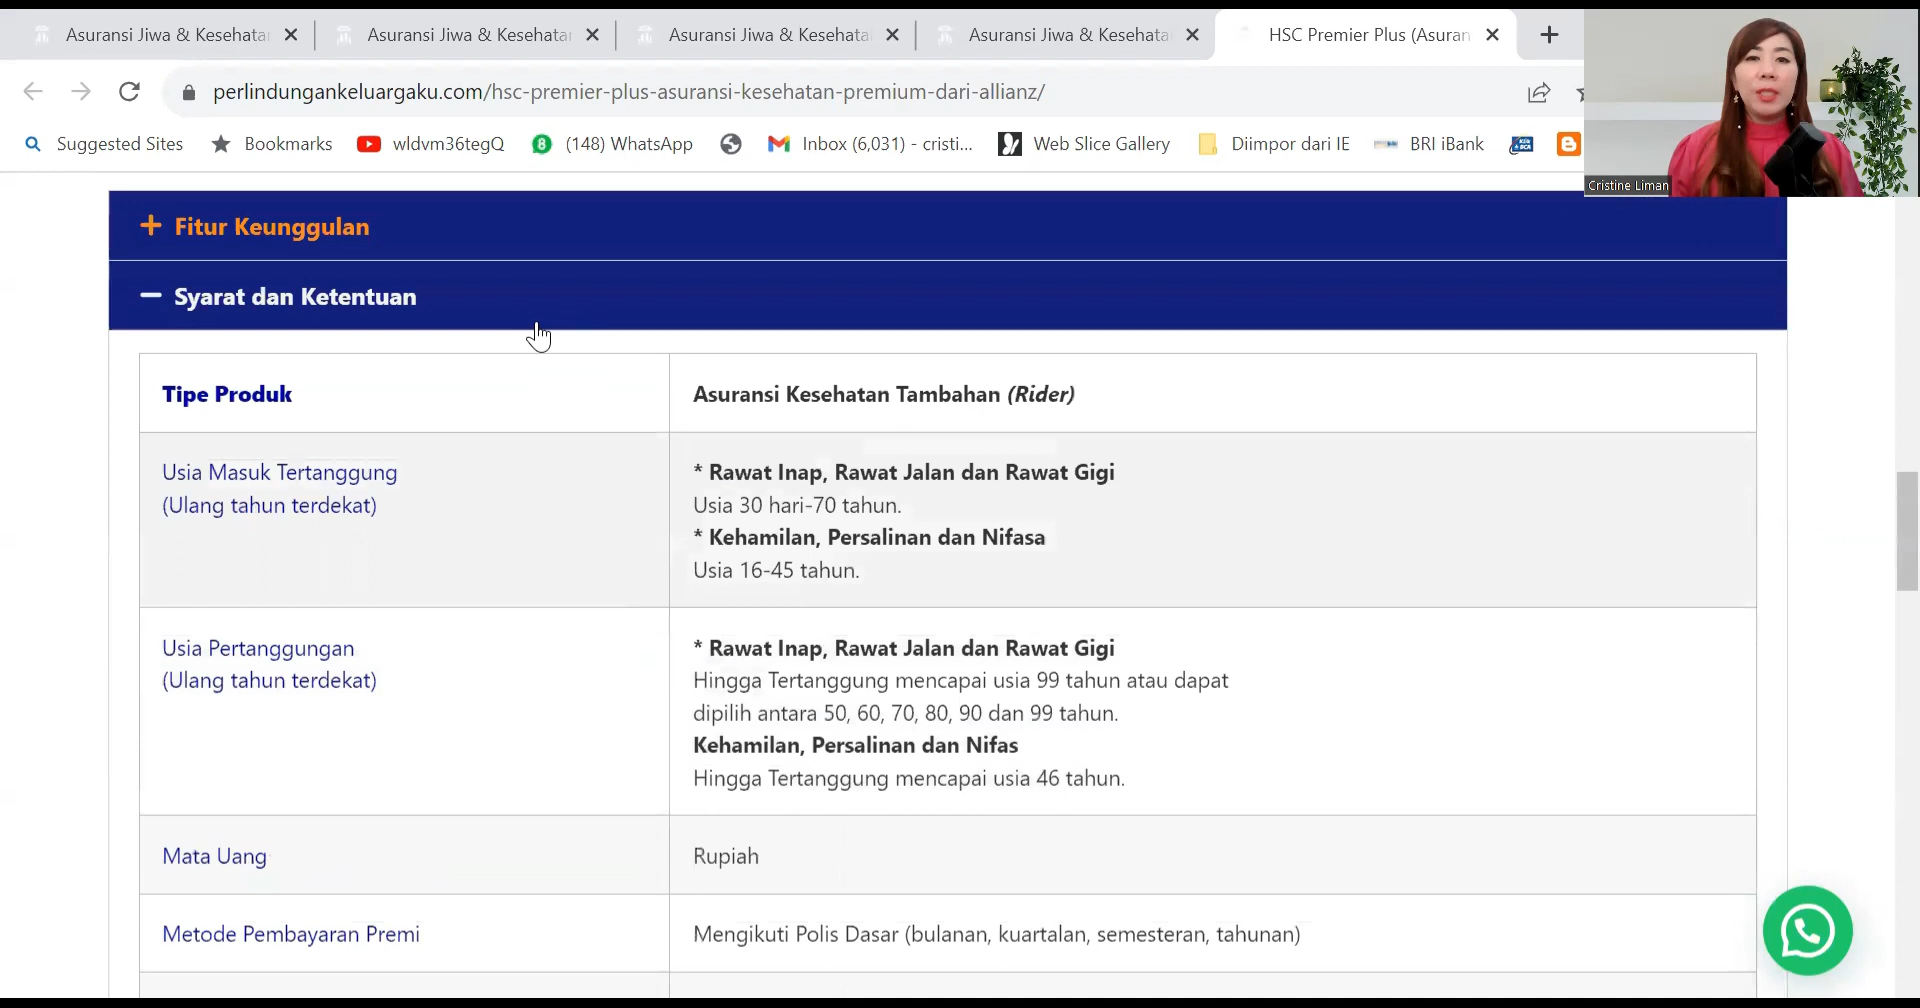 Asuransi Jiwa & Kesehata
Asuransi Jiwa & Kesehatan
Asuransi Jiwa & Kesehatal
Asuransi Jiwa & Kesehata
HSC Premier Plus (Asuran
perlindungankeluargaku.com/hsc-premier-plus-asuransi-kesehatan-premium-dari-allianz/
Suggested Sites
Bookmarks
wldvm36tegQ
8
(148) WhatsApp
Inbox (6,031) - cristi...
Web Slice Gallery
Diimpor dari IE
BRI iBank
Cristine Liman
+ Fitur Keunggulan
− Syarat dan Ketentuan
Tipe Produk
Asuransi Kesehatan Tambahan (Rider)
Usia Masuk Tertanggung
(Ulang tahun terdekat)
* Rawat Inap, Rawat Jalan dan Rawat Gigi
Usia 30 hari-70 tahun.
* Kehamilan, Persalinan dan Nifasa
Usia 16-45 tahun.
Usia Pertanggungan
(Ulang tahun terdekat)
* Rawat Inap, Rawat Jalan dan Rawat Gigi
Hingga Tertanggung mencapai usia 99 tahun atau dapat
dipilih antara 50, 60, 70, 80, 90 dan 99 tahun.
Kehamilan, Persalinan dan Nifas
Hingga Tertanggung mencapai usia 46 tahun.
Mata Uang
Rupiah
Metode Pembayaran Premi
Mengikuti Polis Dasar (bulanan, kuartalan, semesteran, tahunan)